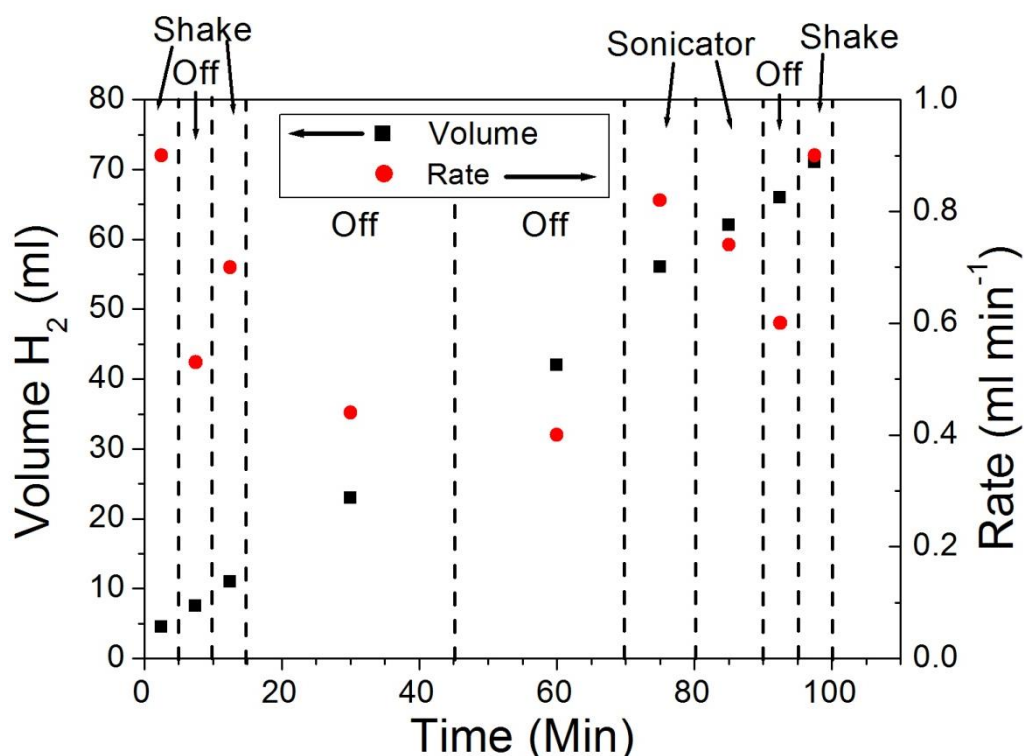 Shake
Off
Sonicator
Shake
Off
Volume
Rate
Off
Off
Volume H₂ (ml)
80
70
60
50
40
30
20
10
0
1.0
0.8
0.6
0.4
0.2
0.0
Rate (ml min⁻¹)
0 20 40 60 80 100
Time (Min)